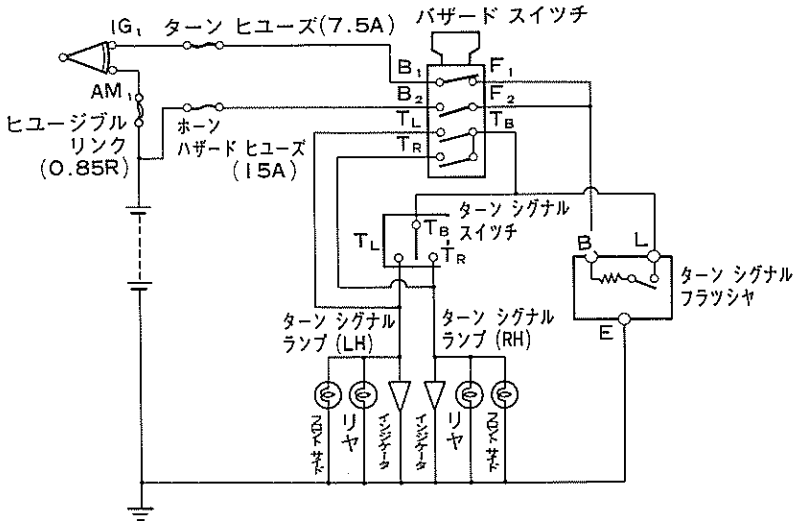 IG₁ ターン ヒユーズ(7.5A)
バザード スイッチ
B₁ F₁
AM₁
B₂ F₂
ヒユージブル
リンク
(0.85R)
ホーン
ハザード ヒユーズ
(15A)
TL TB
TR
ターン シグナル
スイッチ
TL TB TR
B L
ターン シグナル
フラッシヤ
E
ターン シグナル
ランプ (LH)
ターン シグナル
ランプ (RH)
フロント サイド
リヤ
インジケータ
インジケータ
リヤ
フロント サイド